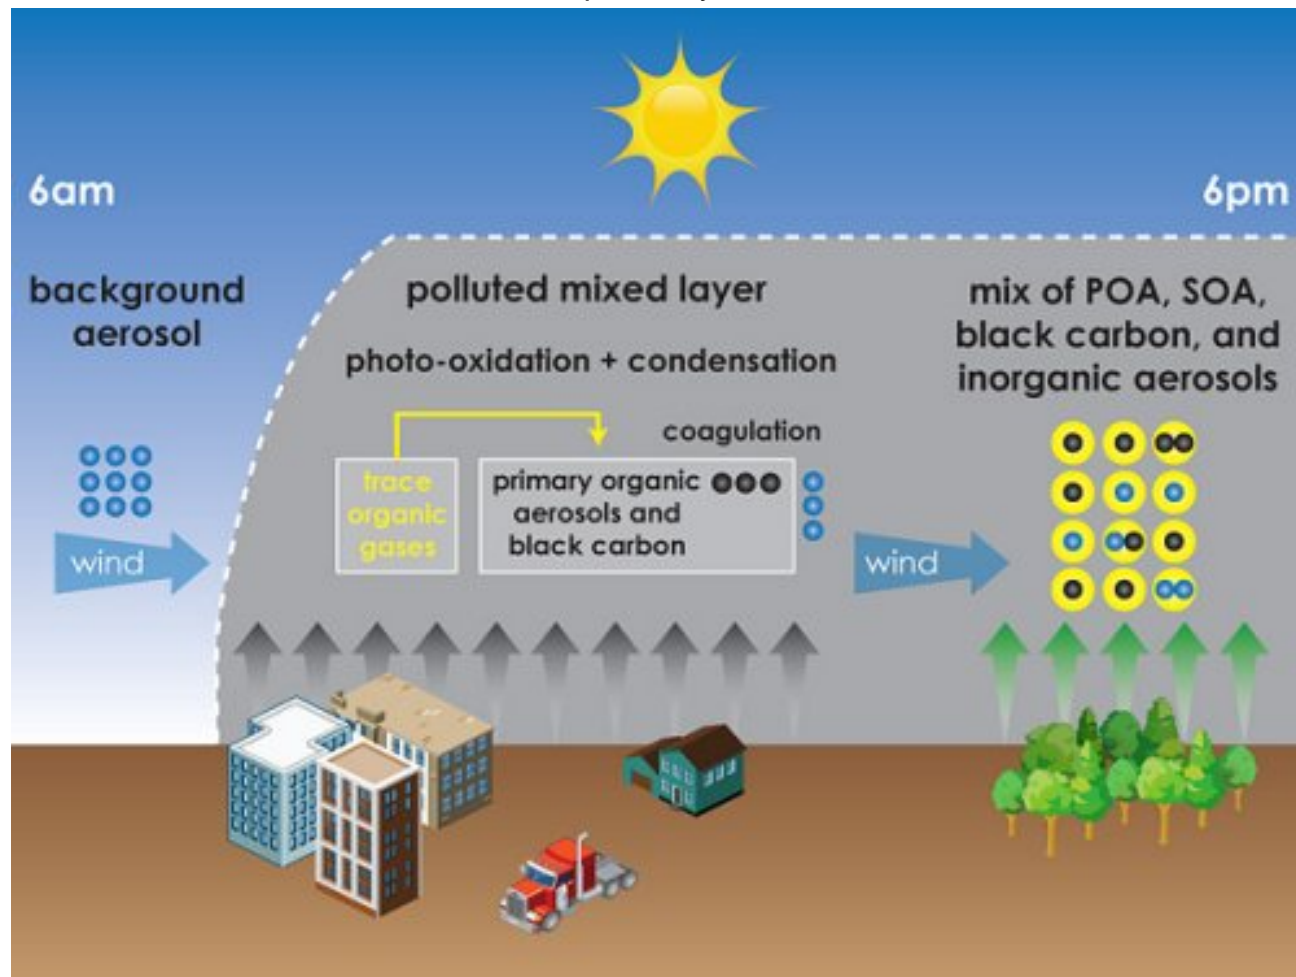 6am
6pm
background
aerosol
polluted mixed layer
photo-oxidation + condensation
coagulation
trace
organic
gases
primary organic
aerosols and
black carbon
mix of POA, SOA,
black carbon, and
inorganic aerosols
wind
wind